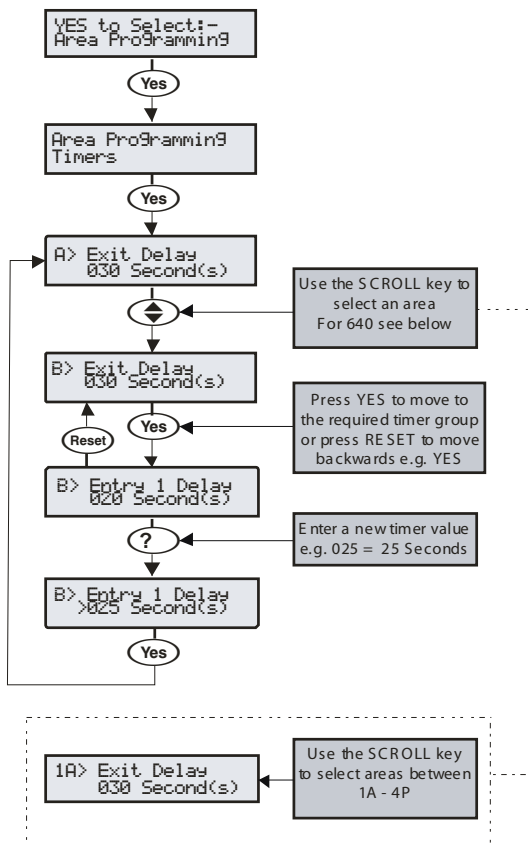 YES to Select:-
Area Programming
Yes
Area Programming
Timers
Yes
A> Exit Delay
030 Second(s)
Use the SCROLL key to
select an area
For 640 see below
B> Exit Delay
030 Second(s)
Press YES to move to
the required timer group
or press RESET to move
backwards e.g. YES
Yes
Reset
B> Entry 1 Delay
020 Second(s)
?
Enter a new timer value
e.g. 025 = 25 Seconds
B> Entry 1 Delay
>025 Second(s)
Yes
1A> Exit Delay
030 Second(s)
Use the SCROLL key
to select areas between
1A - 4P